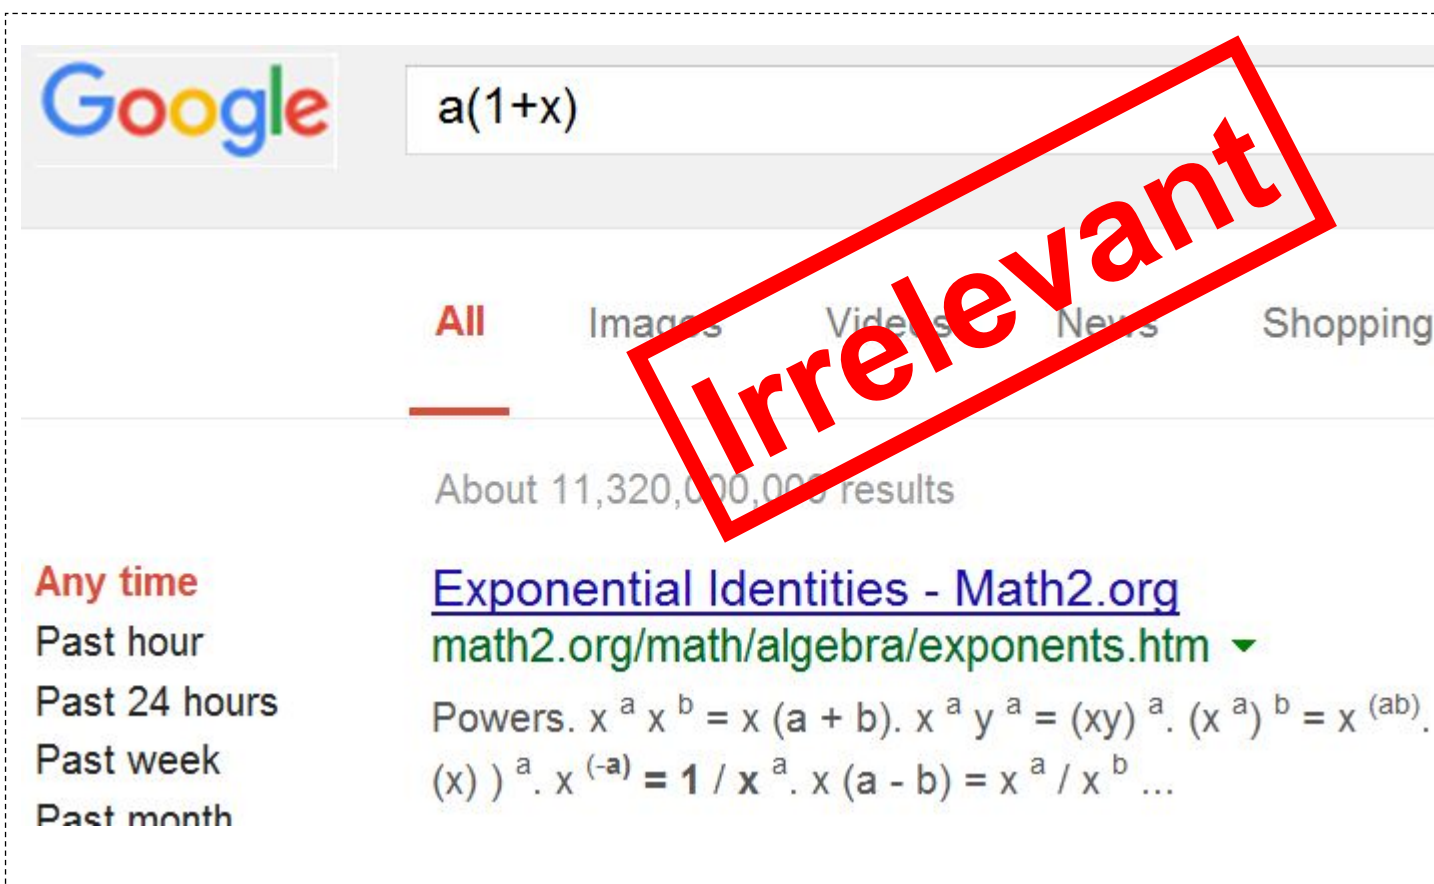 Google
a(1+x)
Irrelevant
All Images Videos News Shopping
About 11,320,000,000 results
Any time
Past hour
Past 24 hours
Past week
Past month
Exponential Identities - Math2.org
math2.org/math/algebra/exponents.htm
Powers. x a x b = x (a + b). x a y a = (xy) a. (x a) b = x (ab).
(x) ) a. x (-a) = 1 / x a. x (a - b) = x a / x b ...